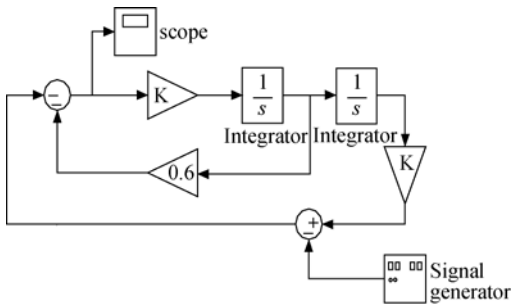 scope
−
K
1
s
Integrator
1
s
Integrator
0.6
K
− +
Signal
generator